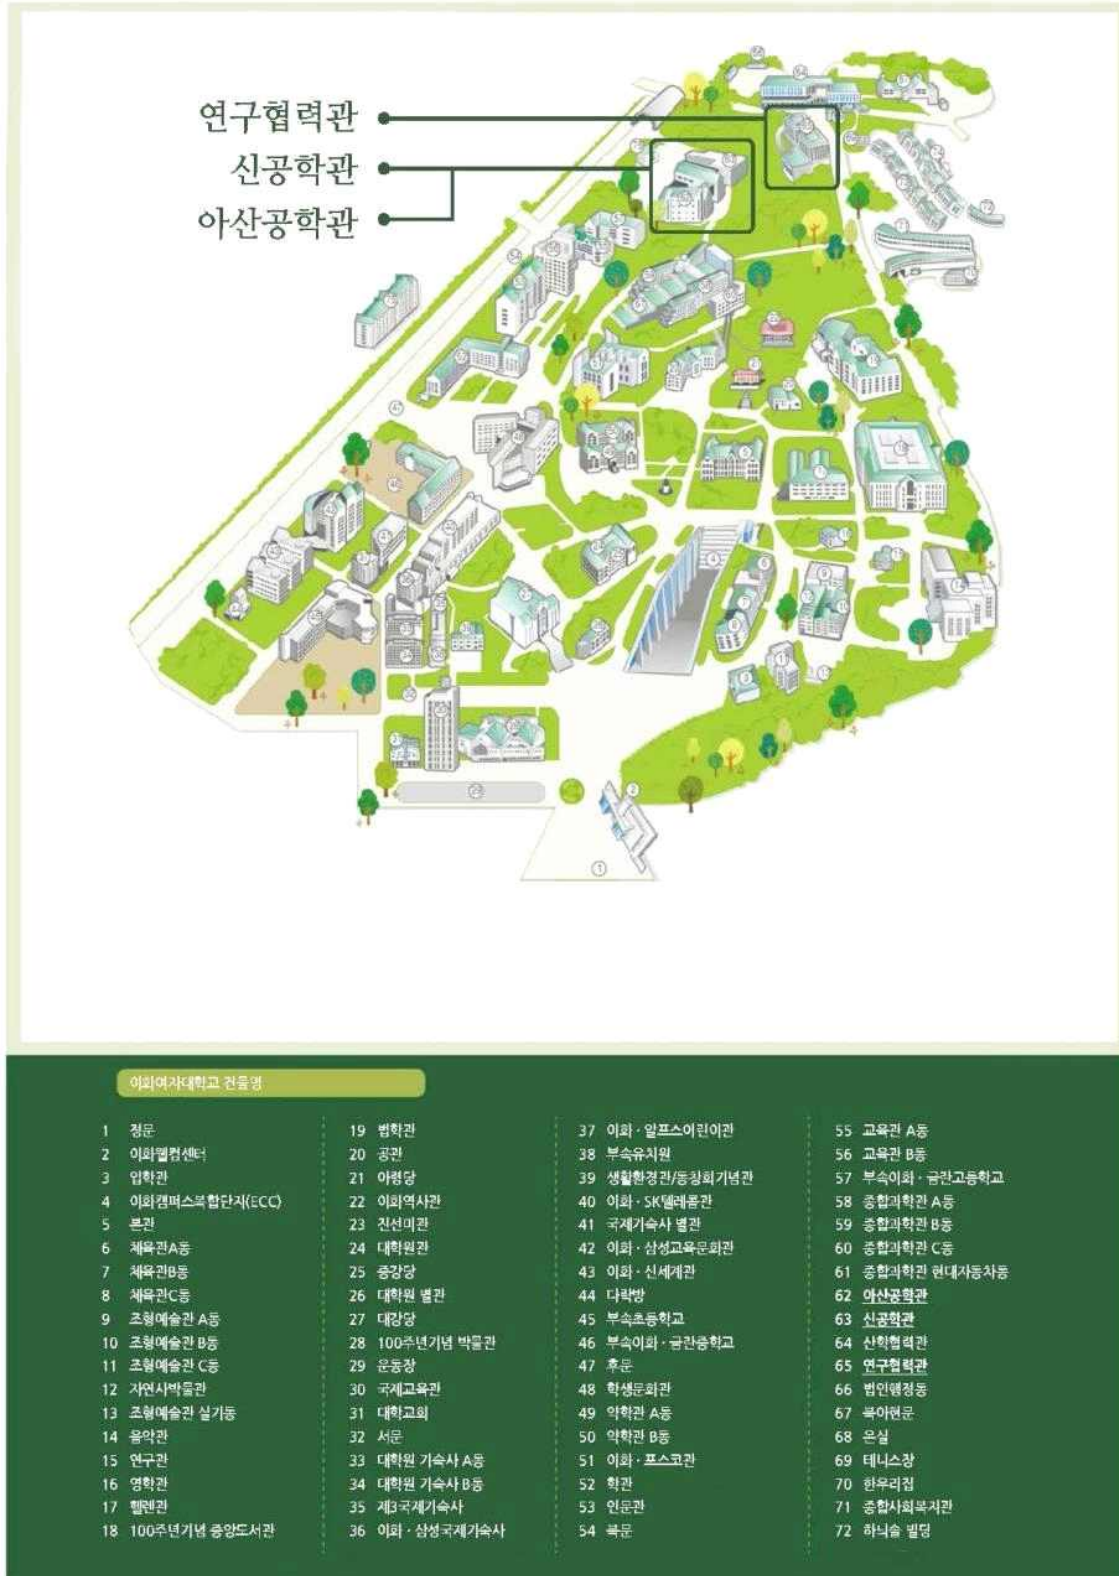 연구협력관
신공학관
아산공학관
이화여자대학교 건물명
1 정문
2 이화웰컴센터
3 입학관
4 이화캠퍼스복합단지(ECC)
5 본관
6 체육관A동
7 체육관B동
8 체육관C동
9 조형예술관 A동
10 조형예술관 B동
11 조형예술관 C동
12 자연사박물관
13 조형예술관 실기동
14 음악관
15 연구관
16 영학관
17 헬렌관
18 100주년기념 중앙도서관
19 법학관
20 공관
21 아령당
22 이화역사관
23 진선미관
24 대학원관
25 중강당
26 대학원 별관
27 대강당
28 100주년기념 박물관
29 운동장
30 국제교육관
31 대학교회
32 서문
33 대학원 기숙사 A동
34 대학원 기숙사 B동
35 제3국제기숙사
36 이화·삼성국제기숙사
37 이화·알프스어린이관
38 부속유치원
39 생활환경관/동창회기념관
40 이화·SK텔레콤관
41 국제기숙사 별관
42 이화·삼성교육문화관
43 이화·신세계관
44 다락방
45 부속초등학교
46 부속이화·금란중학교
47 후문
48 학생문화관
49 약학관 A동
50 약학관 B동
51 이화·포스코관
52 학관
53 인문관
54 북문
55 교육관 A동
56 교육관 B동
57 부속이화·금란고등학교
58 종합과학관 A동
59 종합과학관 B동
60 종합과학관 C동
61 종합과학관 현대자동차동
62 아산공학관
63 신공학관
64 산학협력관
65 연구협력관
66 법인행정동
67 북아현문
68 온실
69 테니스장
70 한우리집
71 종합사회복지관
72 하늬솔 빌딩